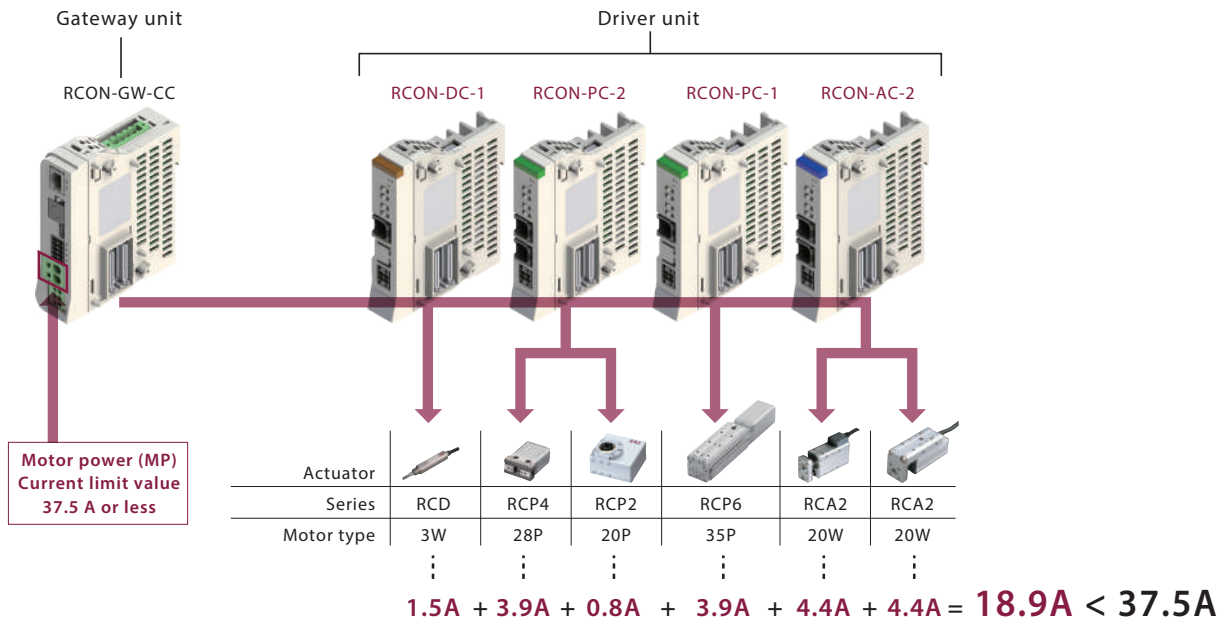 Gateway unit
Driver unit
RCON-GW-CC
RCON-DC-1 RCON-PC-2 RCON-PC-1 RCON-AC-2
Motor power (MP)
Current limit value
37.5 A or less
Actuator
Series RCD RCP4 RCP2 RCP6 RCA2 RCA2
Motor type 3W 28P 20P 35P 20W 20W
1.5A + 3.9A + 0.8A + 3.9A + 4.4A + 4.4A = 18.9A < 37.5A